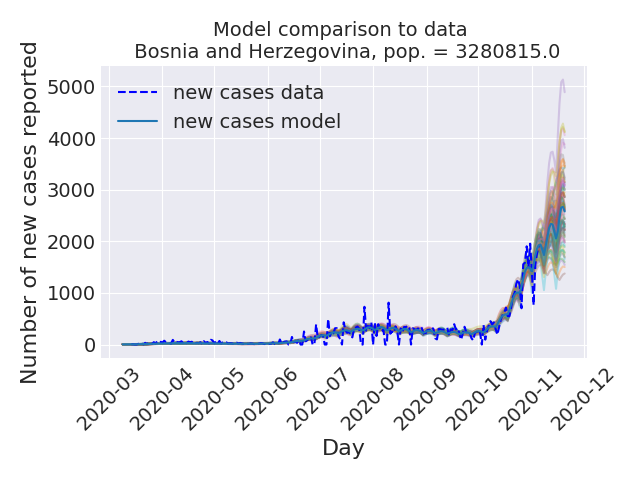 Model comparison to data
Bosnia and Herzegovina, pop. = 3280815.0
Number of new cases reported
5000
4000
3000
2000
1000
0
new cases data
new cases model
2020-03
2020-04
2020-05
2020-06
2020-07
2020-08
2020-09
2020-10
2020-11
2020-12
Day